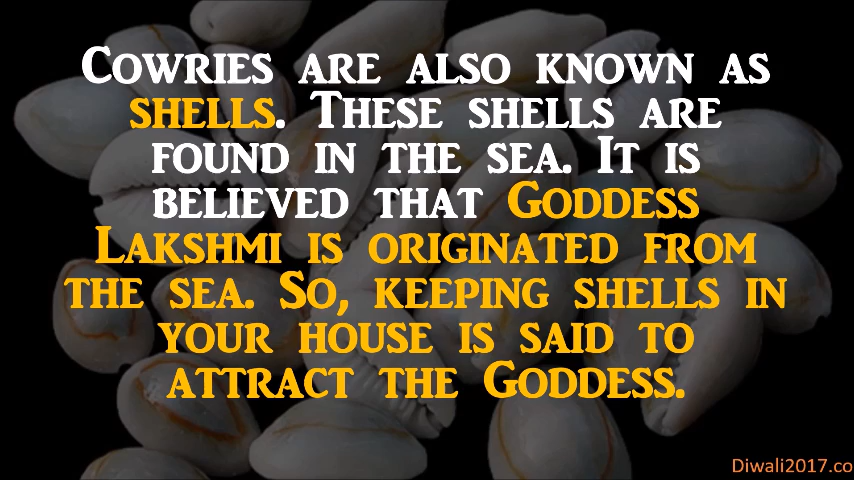 Cowries are also known as
shells. These shells are
found in the sea. It is
believed that Goddess
Lakshmi is originated from
the sea. So, keeping shells in
your house is said to
attract the Goddess.
Diwali2017.co